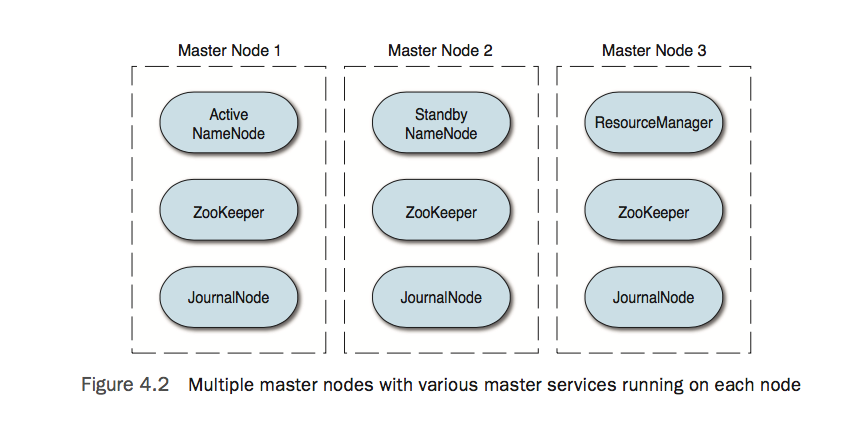 Master Node 1
Master Node 2
Master Node 3
Active
NameNode
Standby
NameNode
ResourceManager
ZooKeeper
ZooKeeper
ZooKeeper
JournalNode
JournalNode
JournalNode
Figure 4.2 Multiple master nodes with various master services running on each node